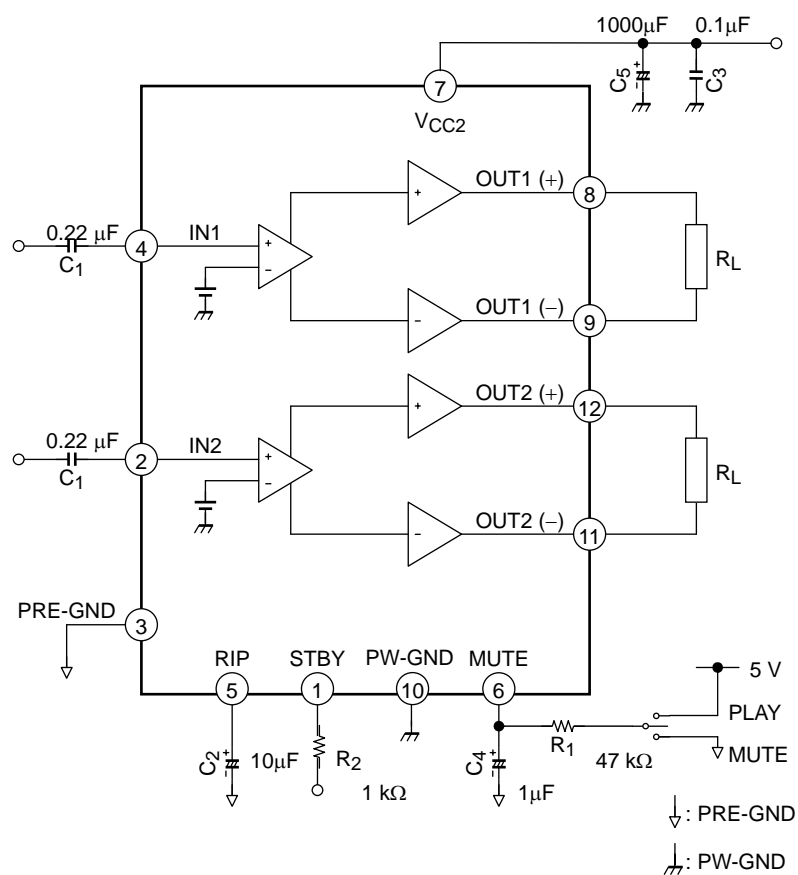 1000μF 0.1μF
C5 + −
C3
7
VCC2
OUT1 (+) 8
+
0.22 μF
C1
4
IN1
+
−
RL
OUT1 (−) 9
−
OUT2 (+) 12
+
0.22 μF
C1
2
IN2
+
−
RL
OUT2 (−) 11
−
PRE-GND
3
RIP STBY PW-GND MUTE
5 1 10 6
5 V
PLAY
MUTE
C2 + −
10μF
R2
1 kΩ
C4 + −
1μF
R1
47 kΩ
: PRE-GND
: PW-GND